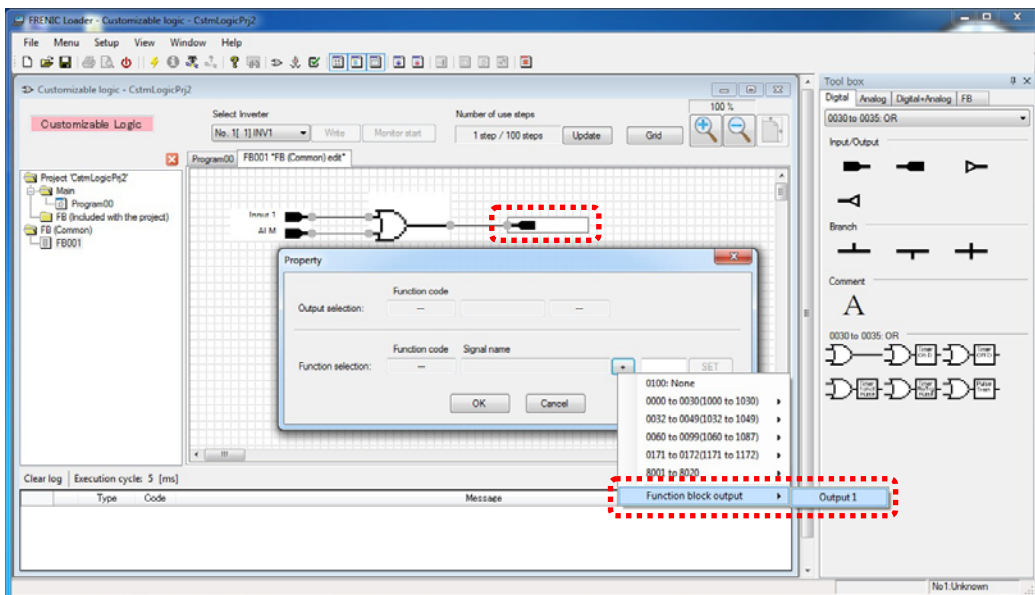 FRENIC Loader - Customizable logic - CstmLogicPrj2
File Menu Setup View Window Help
Customizable logic - CstmLogicPrj2
Customizable Logic
Select Inverter
No. 1[ 1] INV1
Write
Monitor start
Number of use steps
1 step / 100 steps
Update
Grid
100 %
Program00
FB001 "FB (Common) edit"
Project 'CstmLogicPrj2'
Main
Program00
FB (Included with the project)
FB (Common)
FB001
Input 1
ALM
Property
Function code
Output selection:
---
---
Function code Signal name
Function selection:
---
SET
OK
Cancel
0100: None
0000 to 0030(1000 to 1030)
0032 to 0049(1032 to 1049)
0060 to 0099(1060 to 1087)
0171 to 0172(1171 to 1172)
8001 to 8020
Function block output
Output 1
Clear log
Execution cycle: 5 [ms]
Type Code Message
Tool box
Digital Analog Digital+Analog FB
0030 to 0035: OR
Input/Output
Branch
Comment
A
0030 to 0035: OR
No1:Unknown